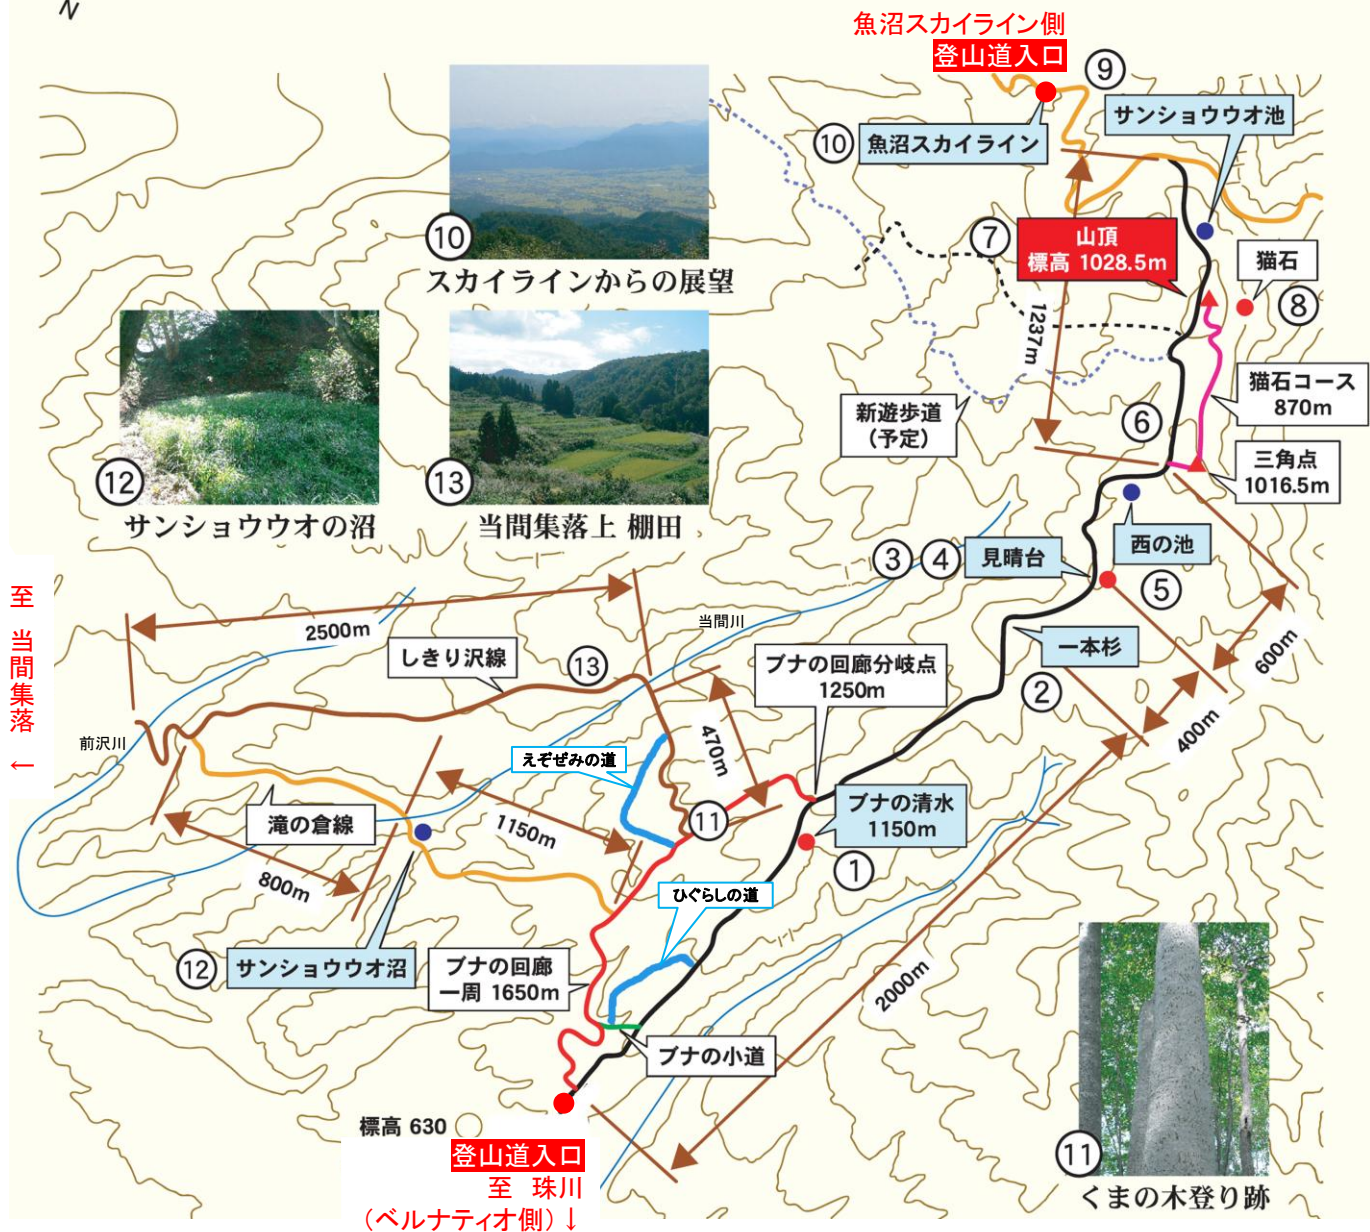 N
魚沼スカイライン側
登山道入口
⑨
サンショウウオ池
⑩
魚沼スカイライン
⑩
スカイラインからの展望
⑦
山頂
標高 1028.5m
猫石
⑧
1237m
猫石コース
870m
新遊歩道
(予定)
⑥
三角点
1016.5m
⑫
サンショウウオの沼
⑬
当間集落上 棚田
③
④
見晴台
西の池
⑤
至 当間集落 ←
2500m
しきり沢線
⑬
当間川
ブナの回廊分岐点
1250m
一本杉
②
600m
400m
前沢川
えぞぜみの道
470m
滝の倉線
1150m
⑪
ブナの清水
1150m
①
800m
ひぐらしの道
⑫
サンショウウオ沼
ブナの回廊
一周 1650m
2000m
ブナの小道
標高 630
登山道入口
至 珠川
(ベルナティオ側)↓
⑪
くまの木登り跡